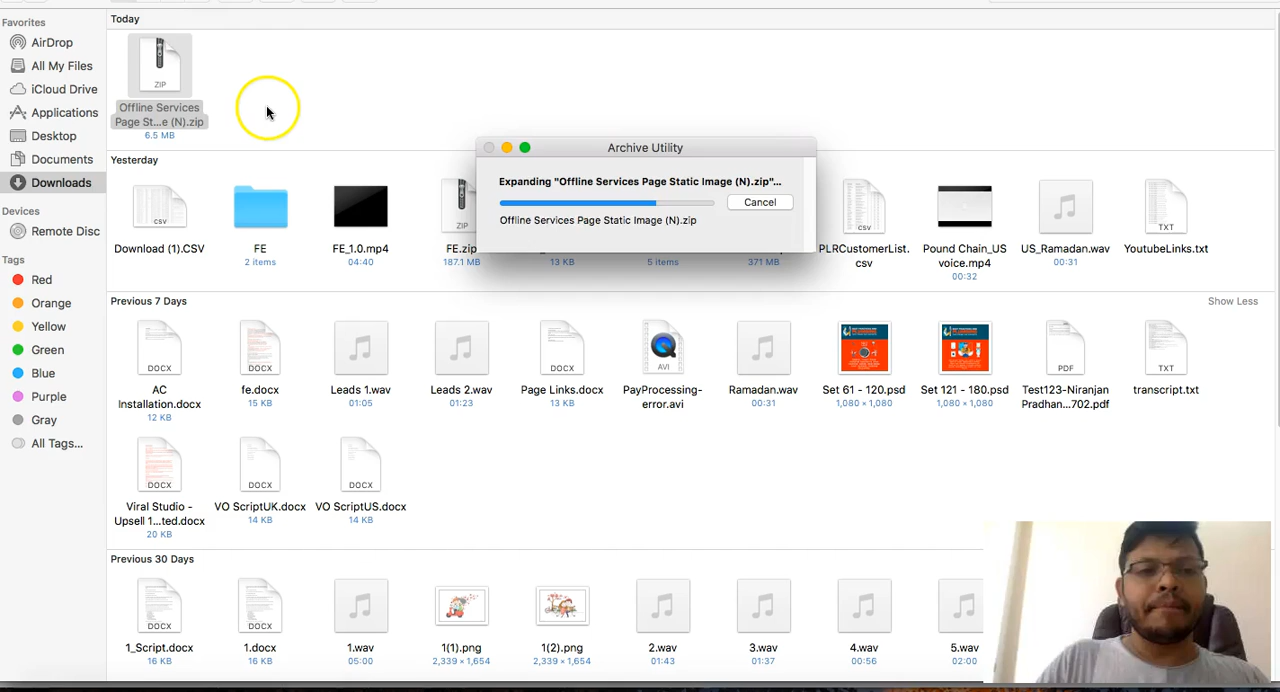 Favorites
AirDrop
All My Files
iCloud Drive
Applications
Desktop
Documents
Downloads
Devices
Remote Disc
Tags
Red
Orange
Yellow
Green
Blue
Purple
Gray
All Tags...
Today
ZIP
Offline Services
Page St...e (N).zip
6.5 MB
Archive Utility
Expanding "Offline Services Page Static Image (N).zip"...
Cancel
Offline Services Page Static Image (N).zip
Yesterday
CSV
Download (1).CSV
FE
2 items
FE_1.0.mp4
04:40
ZIP
FE.zip
187.1 MB
13 KB
5 items
371 MB
csv
PLRCustomerList.
csv
Pound Chain_US
voice.mp4
00:32
US_Ramadan.wav
00:31
TXT
YoutubeLinks.txt
Previous 7 Days
Show Less
DOCX
AC
Installation.docx
12 KB
DOCX
fe.docx
15 KB
Leads 1.wav
01:05
Leads 2.wav
01:23
DOCX
Page Links.docx
13 KB
AVI
PayProcessing-
error.avi
Ramadan.wav
00:31
Set 61 - 120.psd
1,080 × 1,080
Set 121 - 180.psd
1,080 × 1,080
PDF
Test123-Niranjan
Pradhan...702.pdf
TXT
transcript.txt
DOCX
Viral Studio -
Upsell 1...ted.docx
20 KB
DOCX
VO ScriptUK.docx
14 KB
DOCX
VO ScriptUS.docx
14 KB
Previous 30 Days
DOCX
1_Script.docx
16 KB
DOCX
1.docx
16 KB
1.wav
05:00
1(1).png
2,339 × 1,654
1(2).png
2,339 × 1,654
2.wav
01:43
3.wav
01:37
4.wav
00:56
5.wav
02:00